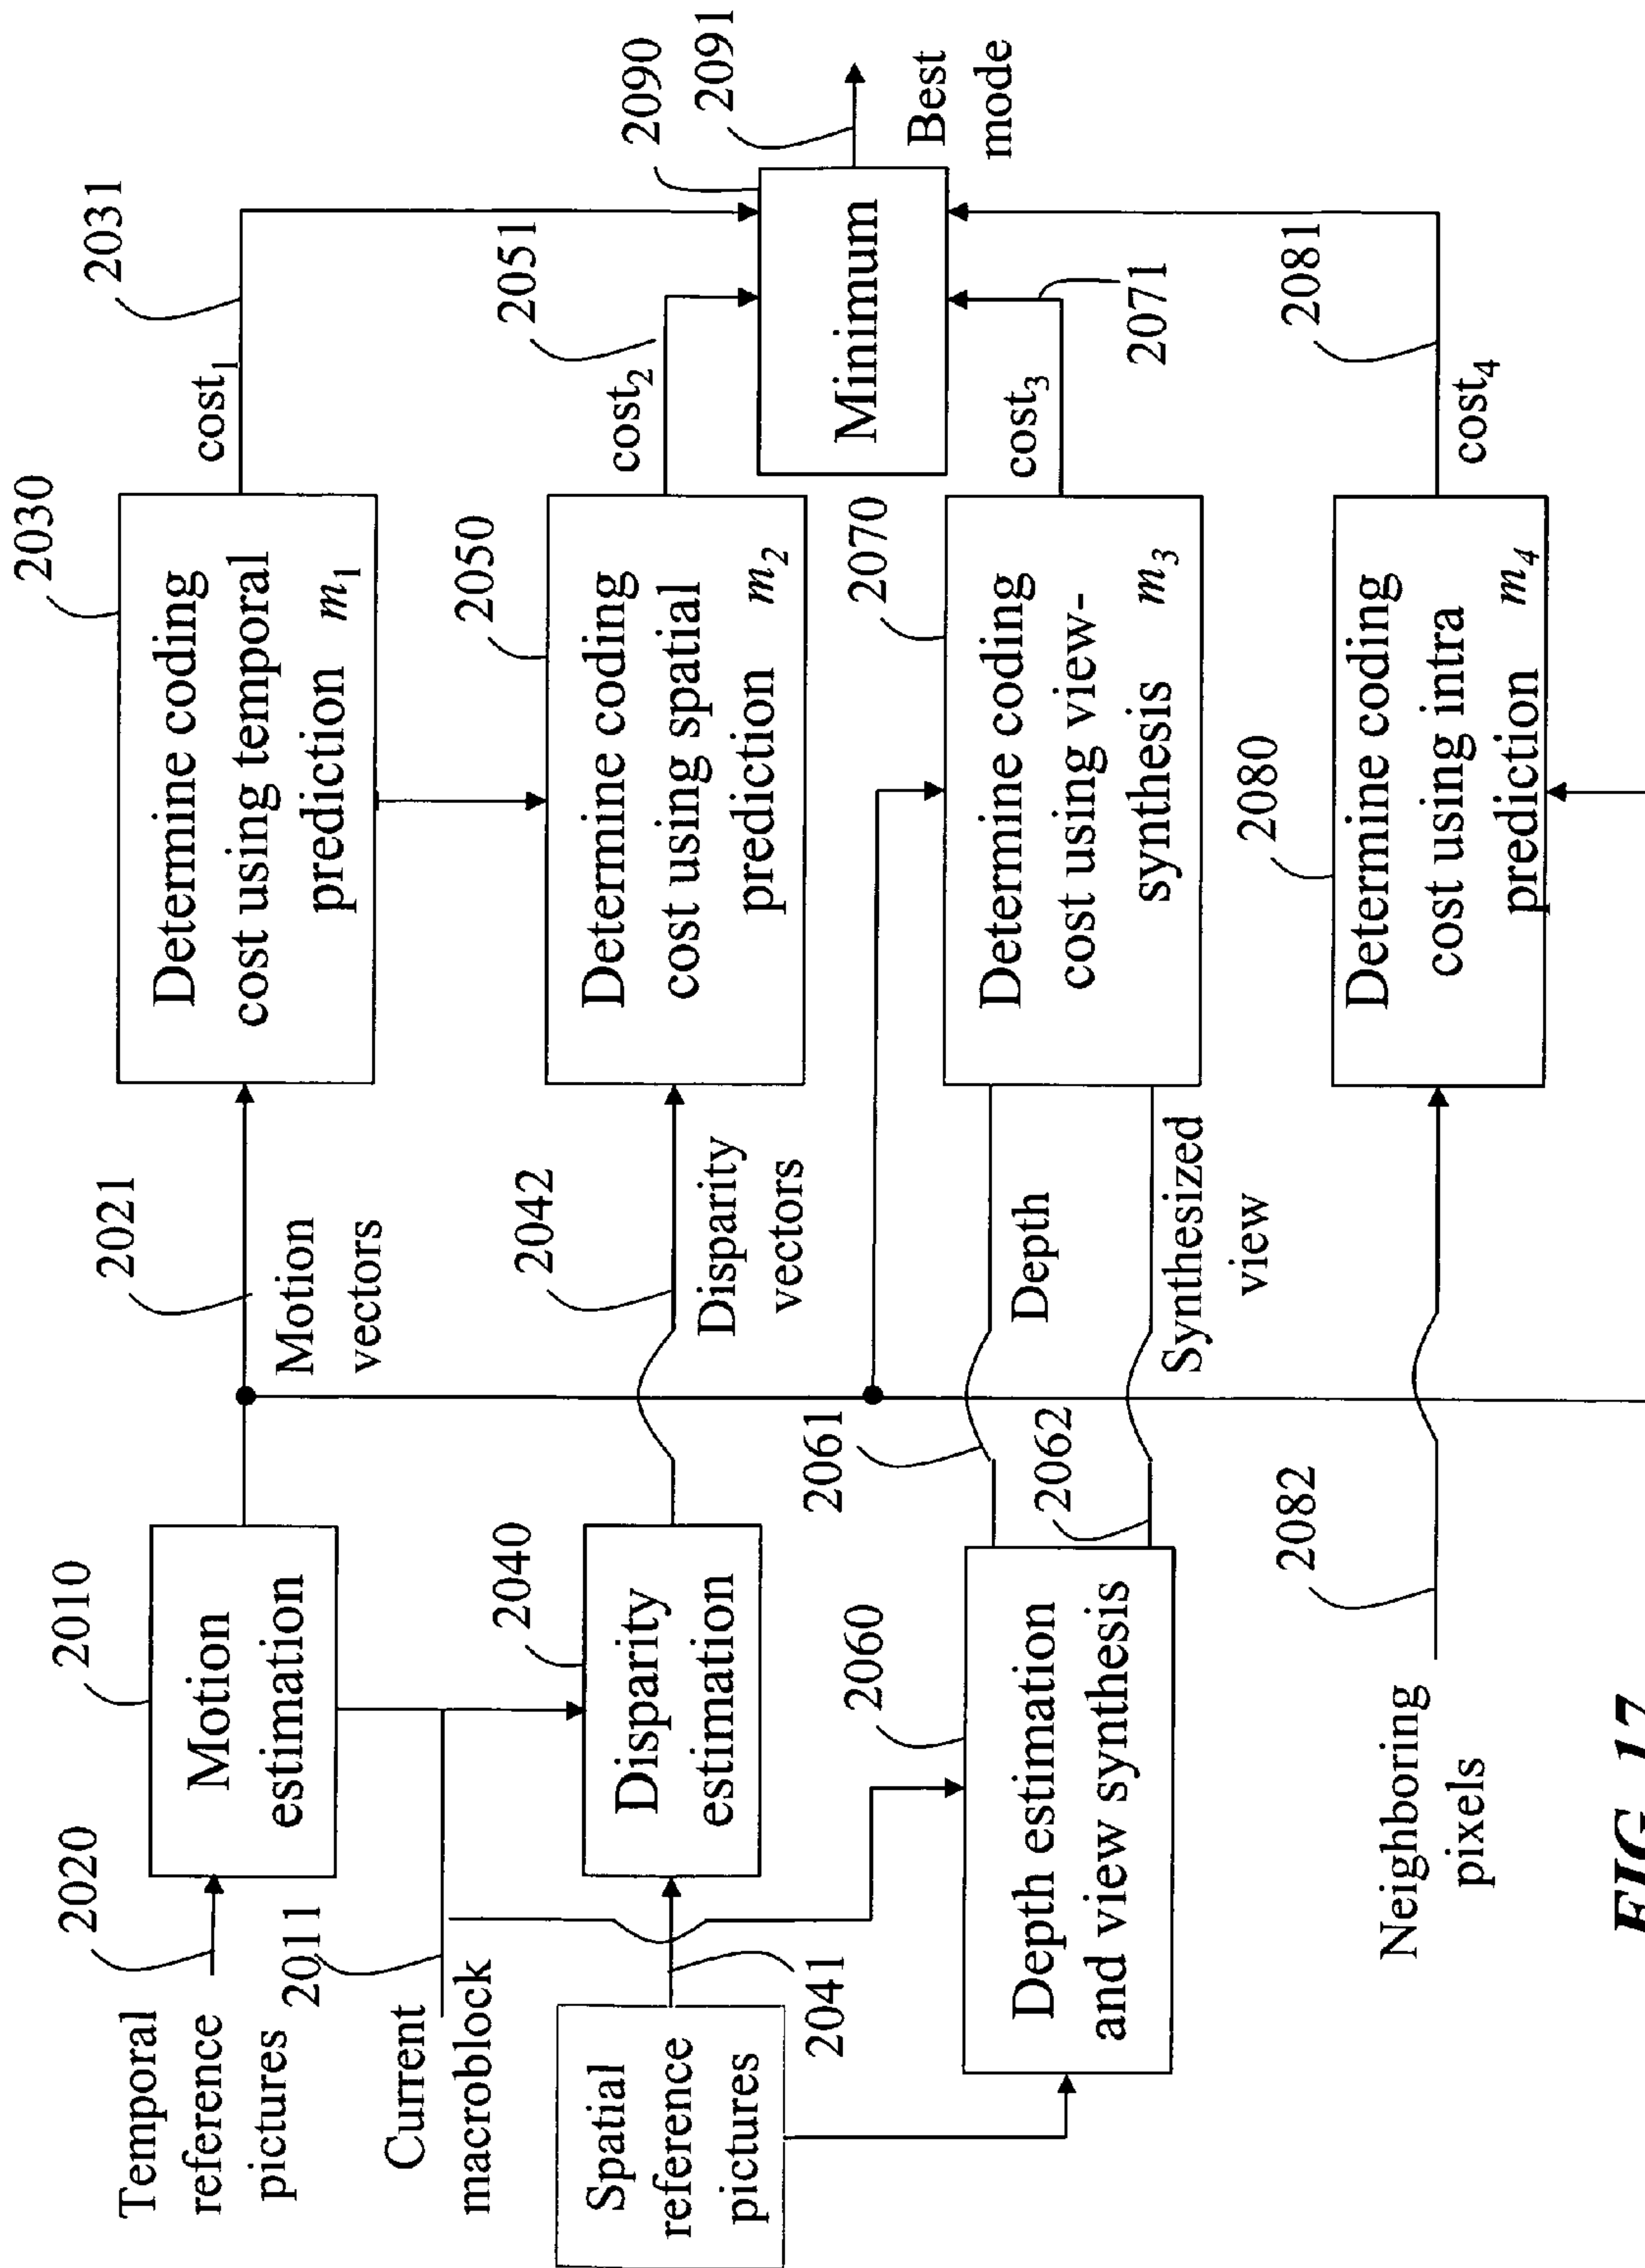 Temporal
reference
pictures
2020
2011
Current
macroblock
Spatial
reference
pictures
2041
Motion
estimation
2010
Disparity
estimation
2040
Depth estimation
and view synthesis
2060
Neighboring
pixels
2082
2061
2062
2021
Motion
vectors
2042
Disparity
vectors
Depth
Synthesized
view
Determine coding
cost using temporal
prediction m1
2030
Determine coding
cost using spatial
prediction m2
2050
Determine coding
cost using view-
synthesis m3
2070
Determine coding
cost using intra
prediction m4
2080
cost1
2031
cost2
2051
cost3
2071
cost4
2081
Minimum
2090
2091
Best
mode
FIG. 17